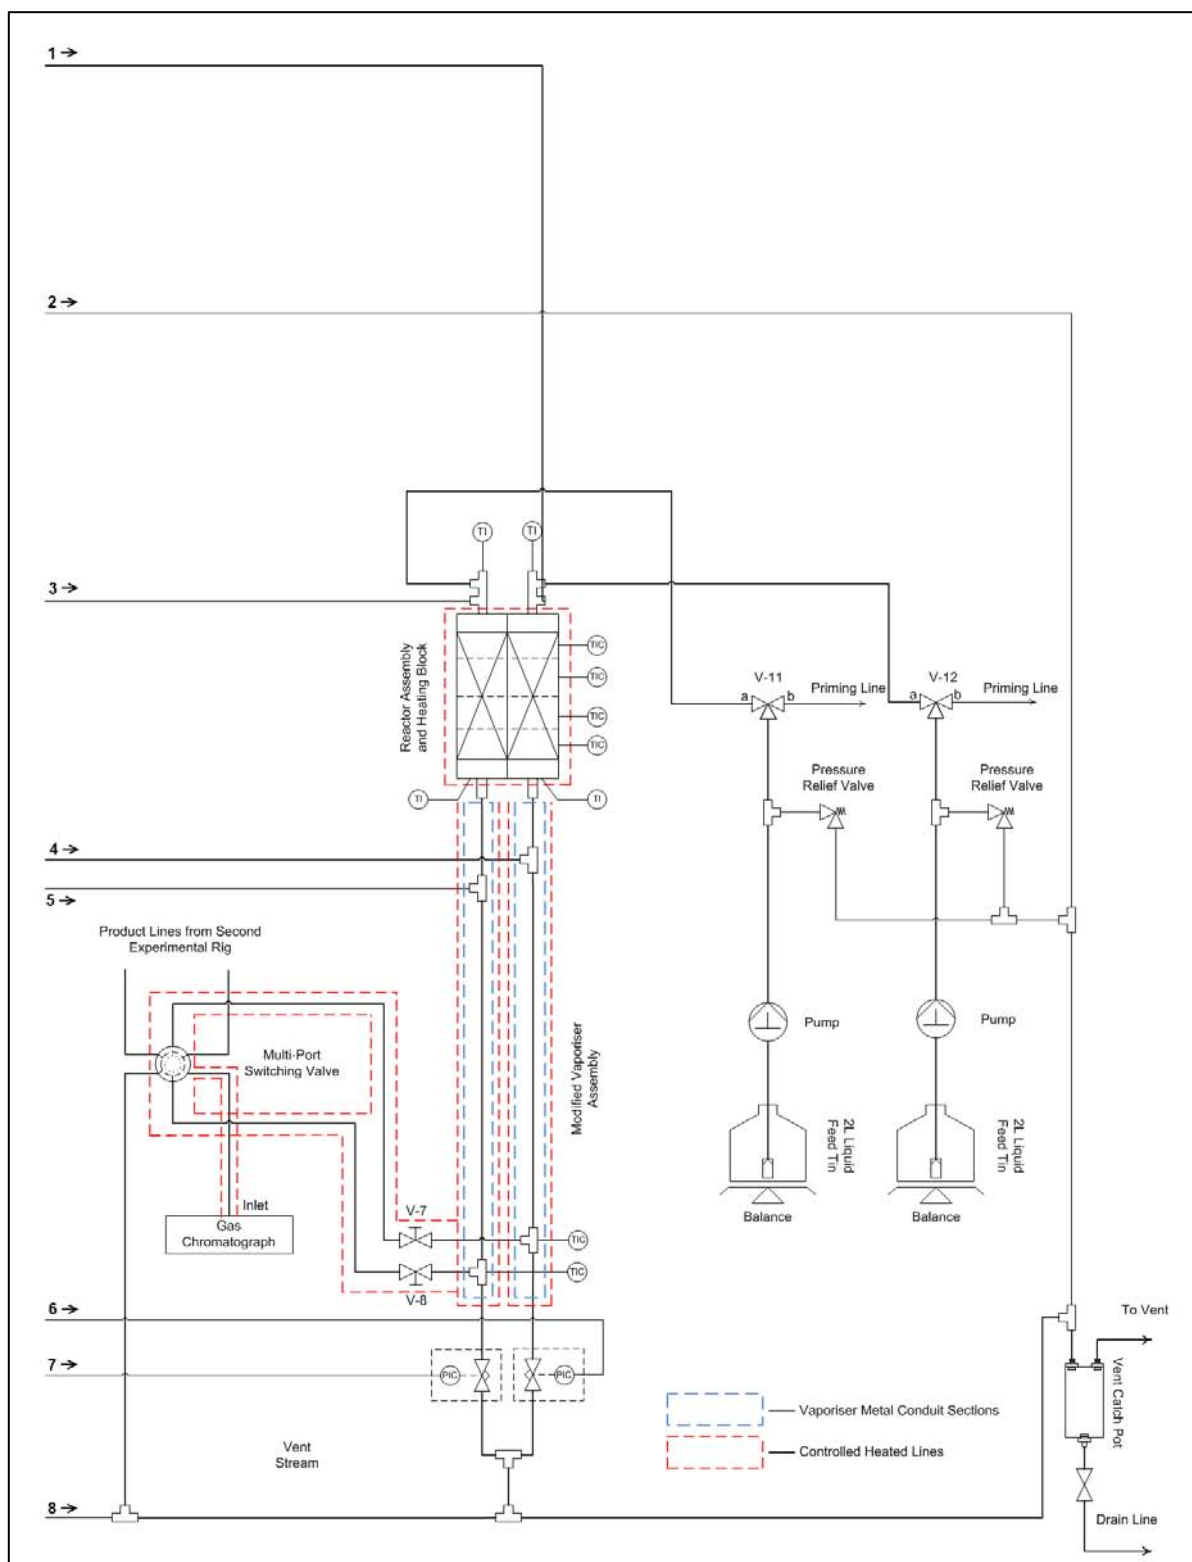 1
2
TI
TI
3
Reactor Assembly
and Heating Block
TIC
TIC
TIC
TIC
V-11
a
b
Priming Line
V-12
a
b
Priming Line
Pressure
Relief Valve
Pressure
Relief Valve
TI
TI
4
5
Product Lines from Second
Experimental Rig
Multi-Port
Switching Valve
Modified Vaporiser
Assembly
Pump
Pump
2L Liquid
Feed Tin
2L Liquid
Feed Tin
Balance
Balance
Inlet
Gas
Chromatograph
V-7
TIC
TIC
V-8
6
7
PIC
PIC
To Vent
Vent Catch Pot
Vaporiser Metal Conduit Sections
Controlled Heated Lines
Vent
Stream
8
Drain Line